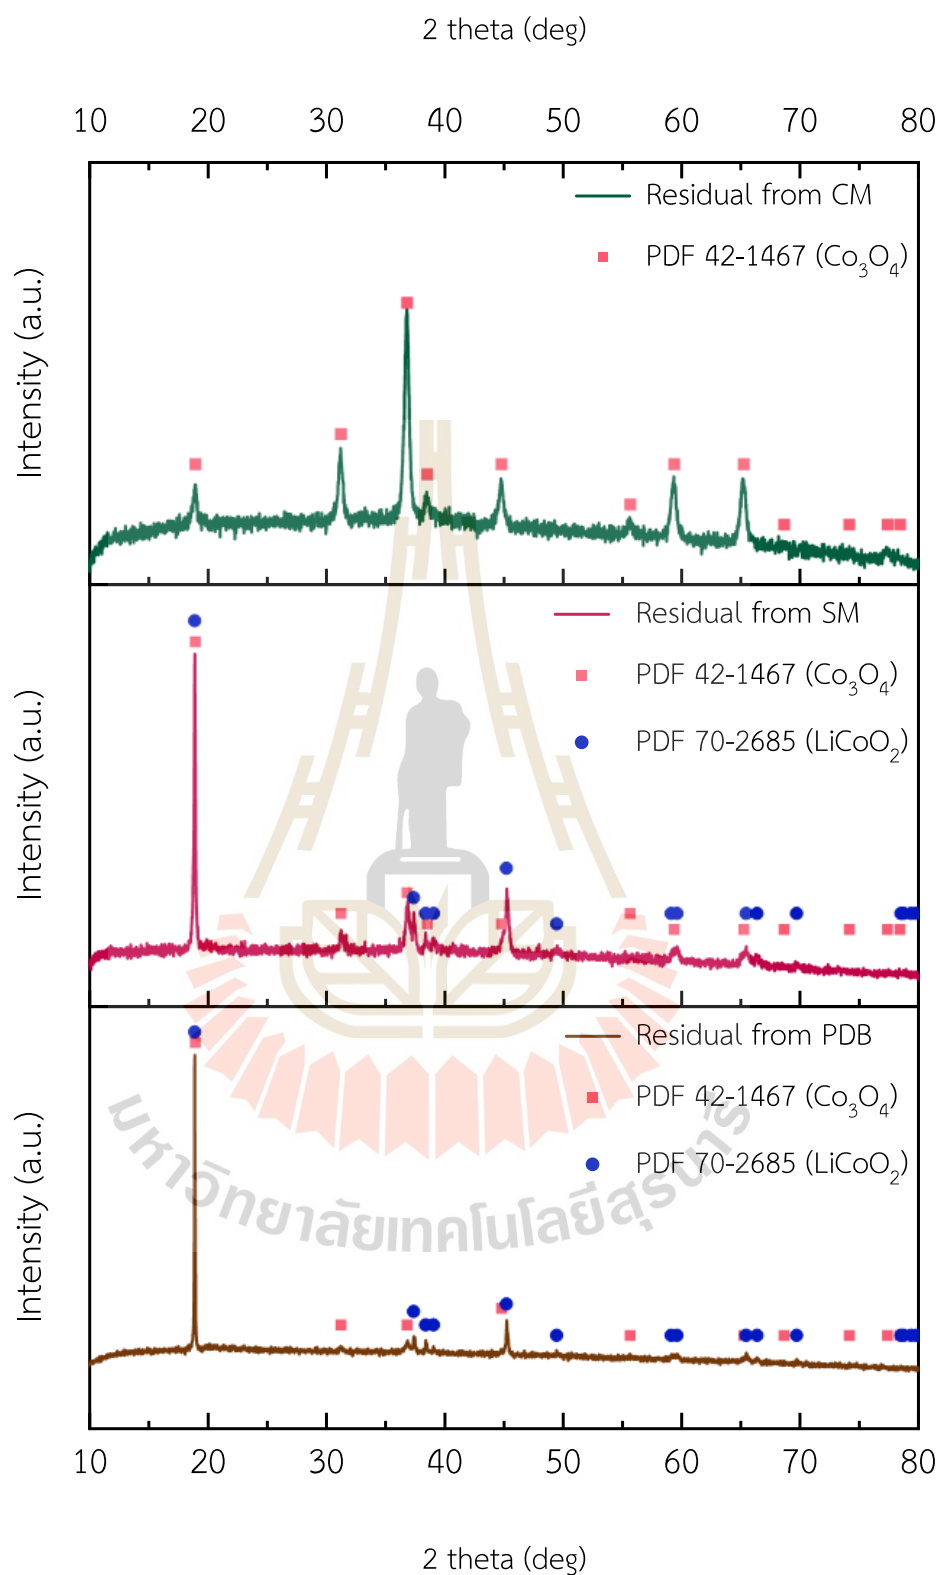 2 theta (deg)
10 20 30 40 50 60 70 80
Intensity (a.u.)
Residual from CM
PDF 42-1467 (Co₃O₄)
Intensity (a.u.)
Residual from SM
PDF 42-1467 (Co₃O₄)
PDF 70-2685 (LiCoO₂)
Intensity (a.u.)
Residual from PDB
PDF 42-1467 (Co₃O₄)
PDF 70-2685 (LiCoO₂)
มหาวิทยาลัยเทคโนโลยีสุรนารี
10 20 30 40 50 60 70 80
2 theta (deg)